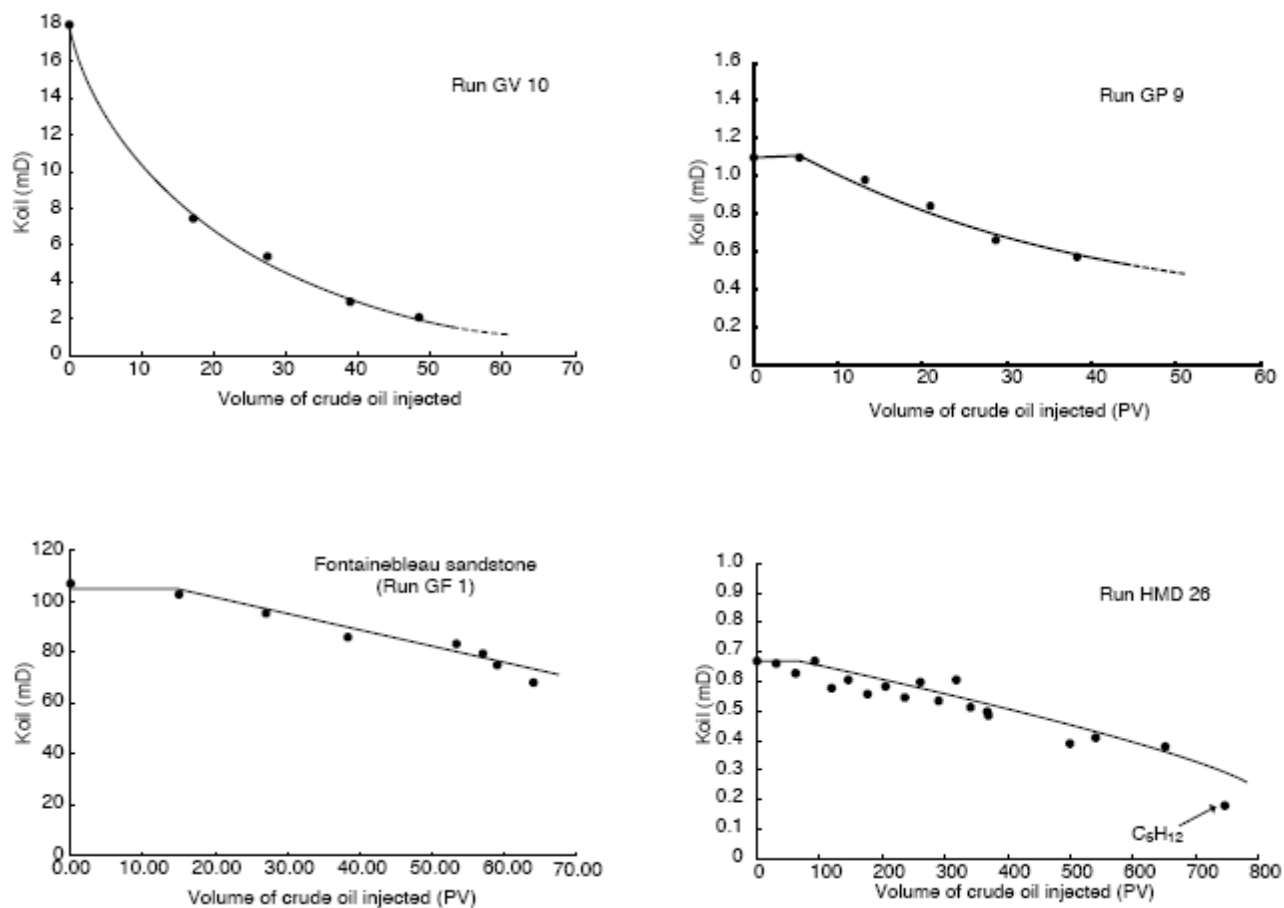 18
16
14
12
10
8
6
4
2
0
Koil (mD)
Run GV 10
0 10 20 30 40 50 60 70
Volume of crude oil injected
1.6
1.4
1.2
1.0
0.8
0.6
0.4
0.2
0
Koil (mD)
Run GP 9
0 10 20 30 40 50 60
Volume of crude oil injected (PV)
120
100
80
60
40
20
0
Koil (mD)
Fontainebleau sandstone
(Run GF 1)
0.00 10.00 20.00 30.00 40.00 50.00 60.00 70.00
Volume of crude oil injected (PV)
1.0
0.9
0.8
0.7
0.6
0.5
0.4
0.3
0.2
0.1
0
Koil (mD)
Run HMD 26
C₅H₁₂
0 100 200 300 400 500 600 700 800
Volume of crude oil injected (PV)